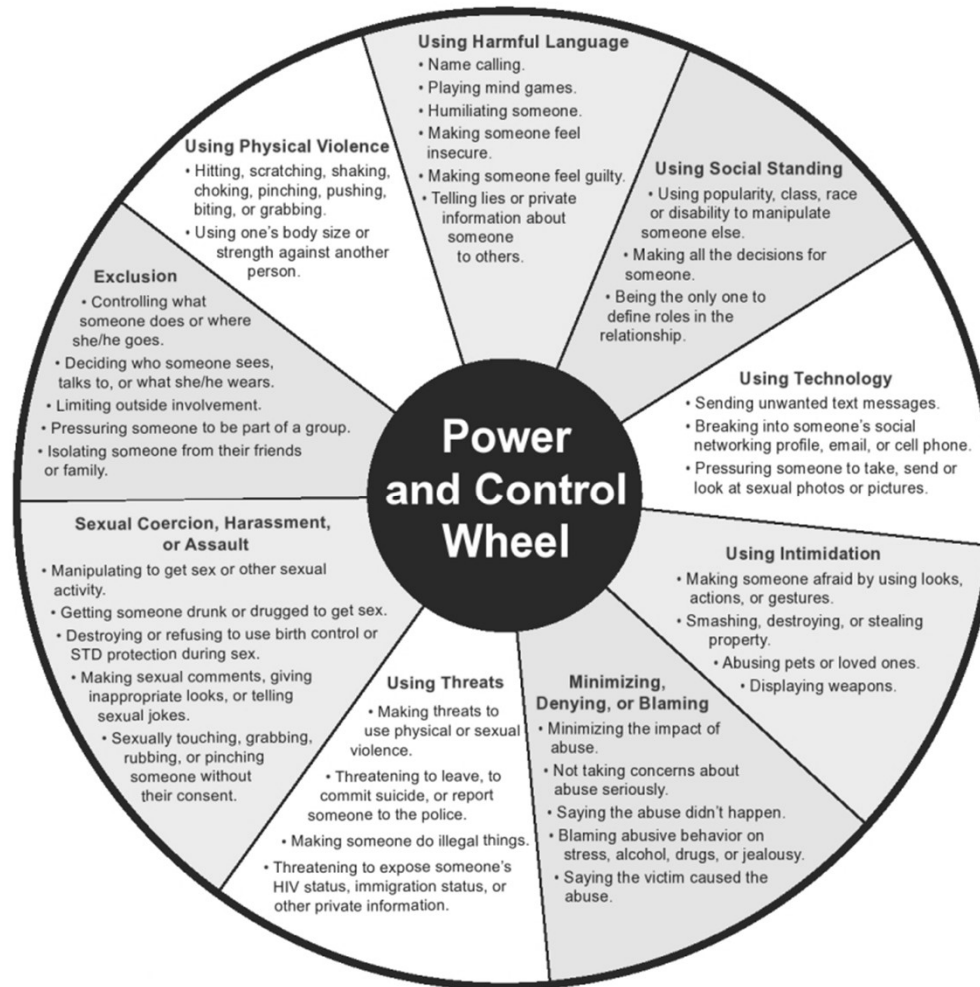 Using Harmful Language
• Name calling.
• Playing mind games.
• Humiliating someone.
• Making someone feel
insecure.
• Making someone feel guilty.
• Telling lies or private
information about
someone
to others.
Using Social Standing
• Using popularity, class, race
or disability to manipulate
someone else.
• Making all the decisions for
someone.
• Being the only one to
define roles in the
relationship.
Using Technology
• Sending unwanted text messages.
• Breaking into someone's social
networking profile, email, or cell phone.
• Pressuring someone to take, send or
look at sexual photos or pictures.
Using Intimidation
• Making someone afraid by using looks,
actions, or gestures.
• Smashing, destroying, or stealing
property.
• Abusing pets or loved ones.
• Displaying weapons.
Minimizing,
Denying, or Blaming
• Minimizing the impact of
abuse.
• Not taking concerns about
abuse seriously.
• Saying the abuse didn't happen.
• Blaming abusive behavior on
stress, alcohol, drugs, or jealousy.
• Saying the victim caused the
abuse.
Using Threats
• Making threats to
use physical or sexual
violence.
• Threatening to leave, to
commit suicide, or report
someone to the police.
• Making someone do illegal things.
• Threatening to expose someone's
HIV status, immigration status, or
other private information.
Sexual Coercion, Harassment,
or Assault
• Manipulating to get sex or other sexual
activity.
• Getting someone drunk or drugged to get sex.
• Destroying or refusing to use birth control or
STD protection during sex.
• Making sexual comments, giving
inappropriate looks, or telling
sexual jokes.
• Sexually touching, grabbing,
rubbing, or pinching
someone without
their consent.
Exclusion
• Controlling what
someone does or where
she/he goes.
• Deciding who someone sees,
talks to, or what she/he wears.
• Limiting outside involvement.
• Pressuring someone to be part of a group.
• Isolating someone from their friends
or family.
Using Physical Violence
• Hitting, scratching, shaking,
choking, pinching, pushing,
biting, or grabbing.
• Using one's body size or
strength against another
person.
Power
and Control
Wheel